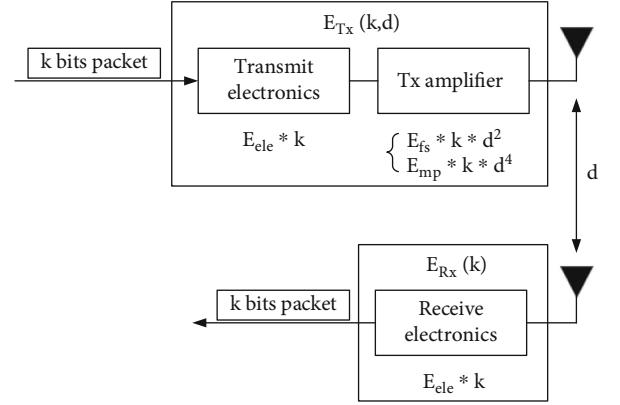 E_Tx (k,d)
k bits packet
Transmit
electronics
Tx amplifier
E_ele * k
E_fs * k * d^2
E_mp * k * d^4
d
E_Rx (k)
k bits packet
Receive
electronics
E_ele * k